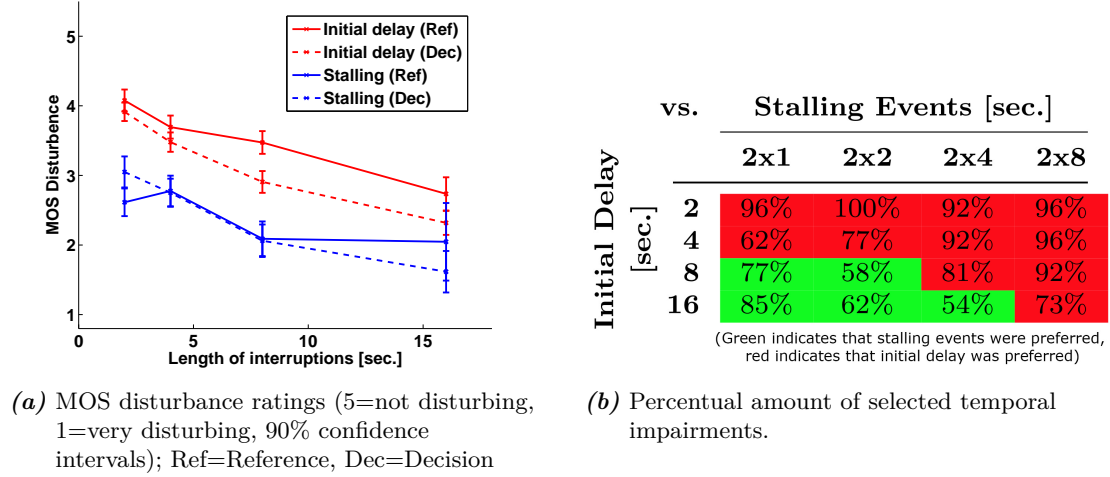 5
4
3
2
1
MOS Disturbence
0
5
10
15
Length of interruptions [sec.]
Initial delay (Ref)
Initial delay (Dec)
Stalling (Ref)
Stalling (Dec)
(a) MOS disturbance ratings (5=not disturbing,
1=very disturbing, 90% confidence
intervals); Ref=Reference, Dec=Decision
vs. Stalling Events [sec.]
2x1 2x2 2x4 2x8
Initial Delay
[sec.]
2 96% 100% 92% 96%
4 62% 77% 92% 96%
8 77% 58% 81% 92%
16 85% 62% 54% 73%
(Green indicates that stalling events were preferred,
red indicates that initial delay was preferred)
(b) Percentual amount of selected temporal
impairments.